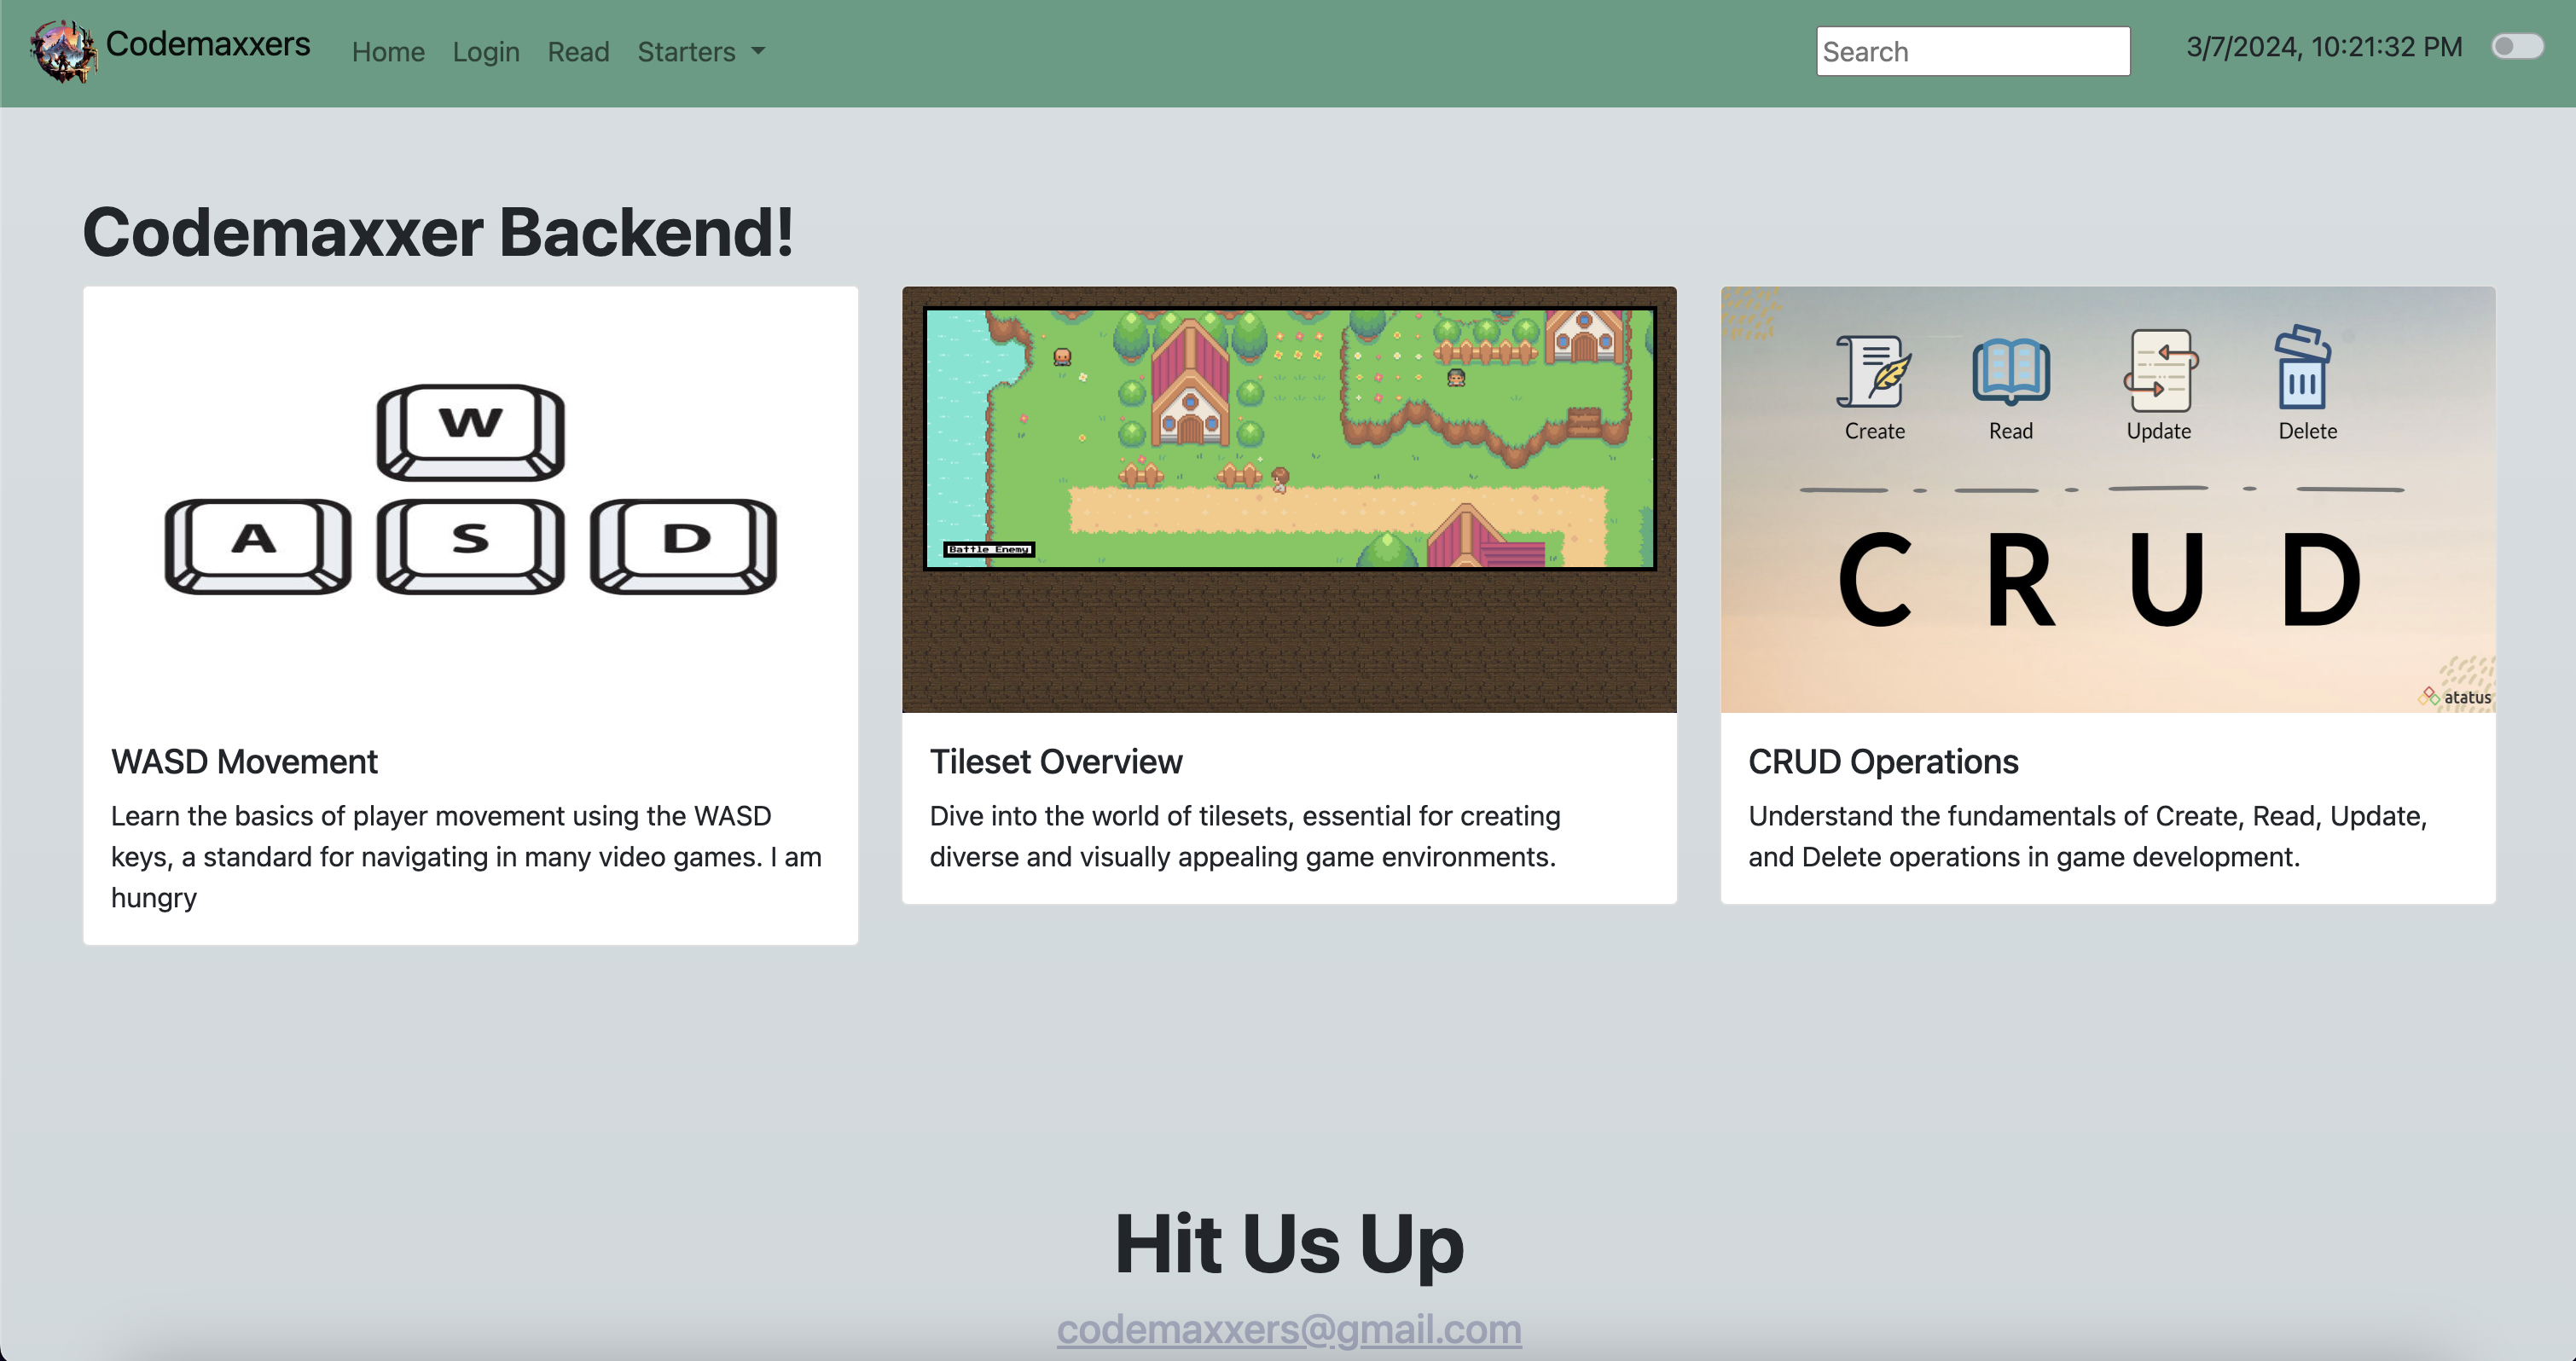 Codemaxxers Home Login Read Starters Search 3/7/2024, 10:21:32 PM
Codemaxxer Backend!
W
A S D
WASD Movement
Learn the basics of player movement using the WASD
keys, a standard for navigating in many video games. I am
hungry
Battle Enemy
Tileset Overview
Dive into the world of tilesets, essential for creating
diverse and visually appealing game environments.
Create Read Update Delete
C R U D
atatus
CRUD Operations
Understand the fundamentals of Create, Read, Update,
and Delete operations in game development.
Hit Us Up
codemaxxers@gmail.com